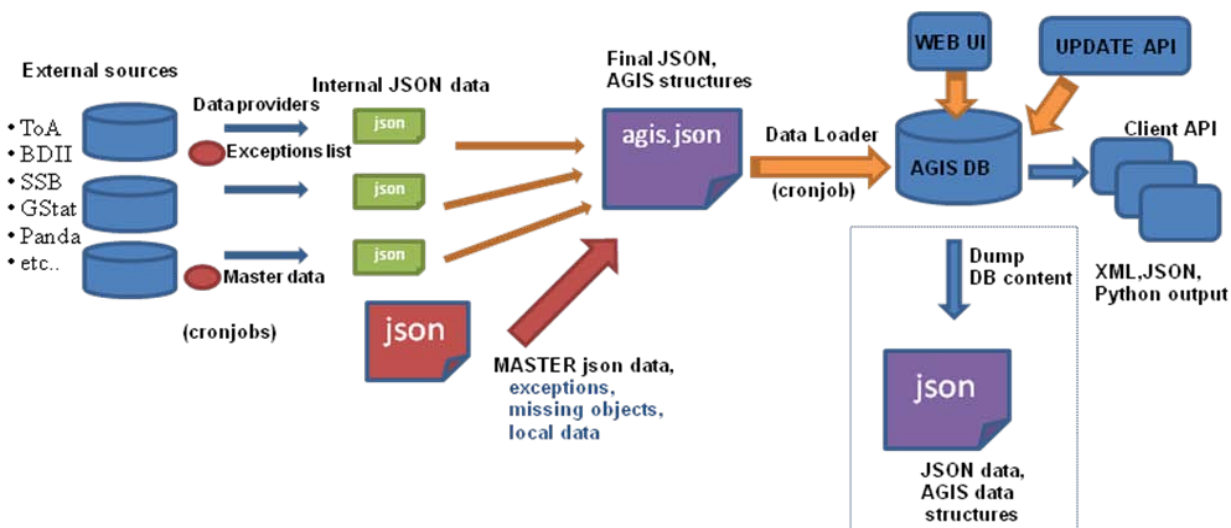 External sources
• ToA
• BDII
• SSB
• GStat
• Panda
• etc..
Data providers
Exceptions list
Master data
(cronjobs)
Internal JSON data
json
json
json
json
MASTER json data,
exceptions,
missing objects,
local data
Final JSON,
AGIS structures
agis.json
Data Loader
(cronjob)
WEB UI
UPDATE API
AGIS DB
Client API
XML,JSON,
Python output
Dump
DB content
json
JSON data,
AGIS data
structures